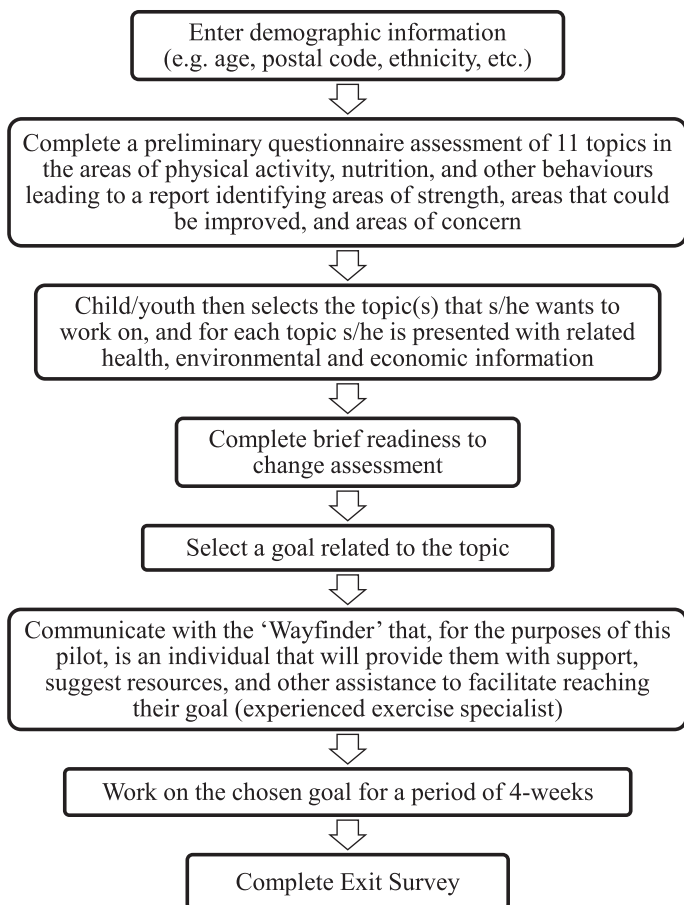 Enter demographic information
(e.g. age, postal code, ethnicity, etc.)
Complete a preliminary questionnaire assessment of 11 topics in
the areas of physical activity, nutrition, and other behaviours
leading to a report identifying areas of strength, areas that could
be improved, and areas of concern
Child/youth then selects the topic(s) that s/he wants to
work on, and for each topic s/he is presented with related
health, environmental and economic information
Complete brief readiness to
change assessment
Select a goal related to the topic
Communicate with the ‘Wayfinder’ that, for the purposes of this
pilot, is an individual that will provide them with support,
suggest resources, and other assistance to facilitate reaching
their goal (experienced exercise specialist)
Work on the chosen goal for a period of 4-weeks
Complete Exit Survey